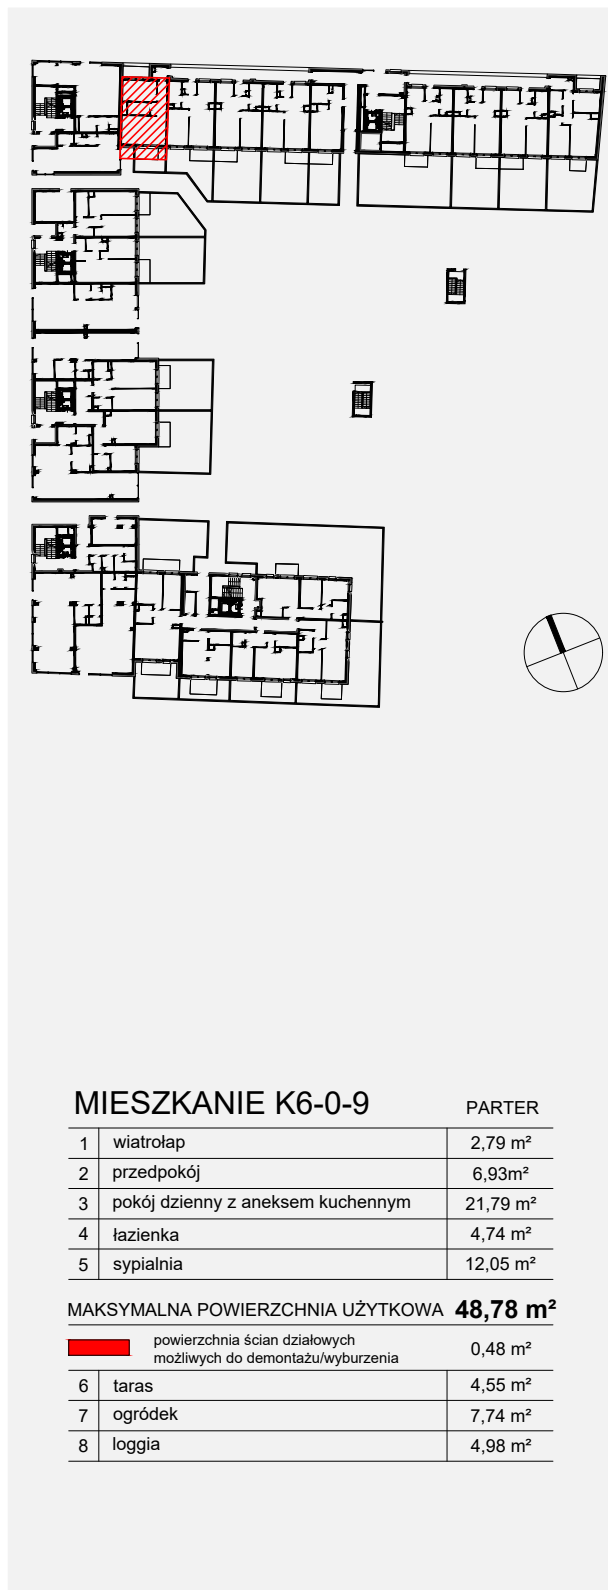 MIESZKANIE K6-0-9 PARTER
1 wiatrołap 2,79 m²
2 przedpokój 6,93m²
3 pokój dzienny z aneksem kuchennym 21,79 m²
4 łazienka 4,74 m²
5 sypialnia 12,05 m²
MAKSYMALNA POWIERZCHNIA UŻYTKOWA 48,78 m²
powierzchnia ścian działowych
możliwych do demontażu/wyburzenia 0,48 m²
6 taras 4,55 m²
7 ogródek 7,74 m²
8 loggia 4,98 m²